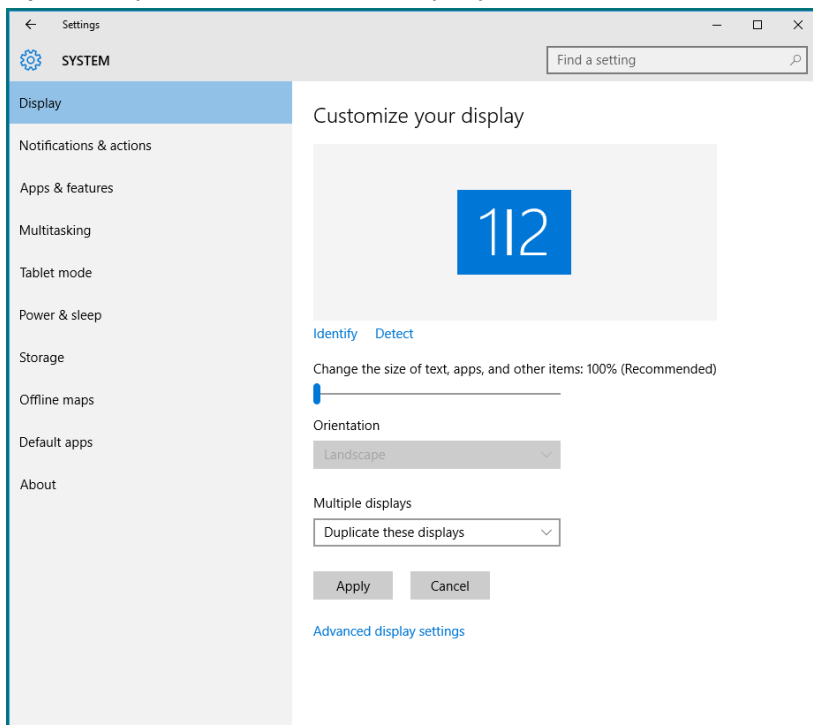 Settings
SYSTEM
Find a setting
Display
Notifications & actions
Apps & features
Multitasking
Tablet mode
Power & sleep
Storage
Offline maps
Default apps
About
Customize your display
1|2
Identify Detect
Change the size of text, apps, and other items: 100% (Recommended)
Orientation
Landscape
Multiple displays
Duplicate these displays
Apply Cancel
Advanced display settings